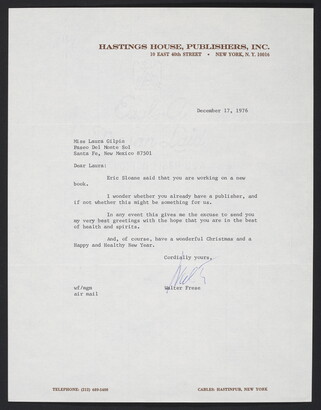 HASTINGS HOUSE, PUBLISHERS, INC.
10 EAST 40th STREET • NEW YORK, N.Y. 10016
December 17, 1976
Miss Laura Gilpin
Paseo Del Monte Sol
Santa Fe, New Mexico 87501
Dear Laura:
Eric Sloane said that you are working on a new
book.
I wonder whether you already have a publisher, and
if not whether this might be something for us.
In any event this gives me the excuse to send you
my very best greetings with the hope that you are in the best
of health and spirits.
And, of course, have a wonderful Christmas and a
Happy and Healthy New Year.
Cordially yours,
wf/mgm
Walter Frese
air mail
TELEPHONE: (212) 689-5400
CABLES: HASTINPUB, NEW YORK